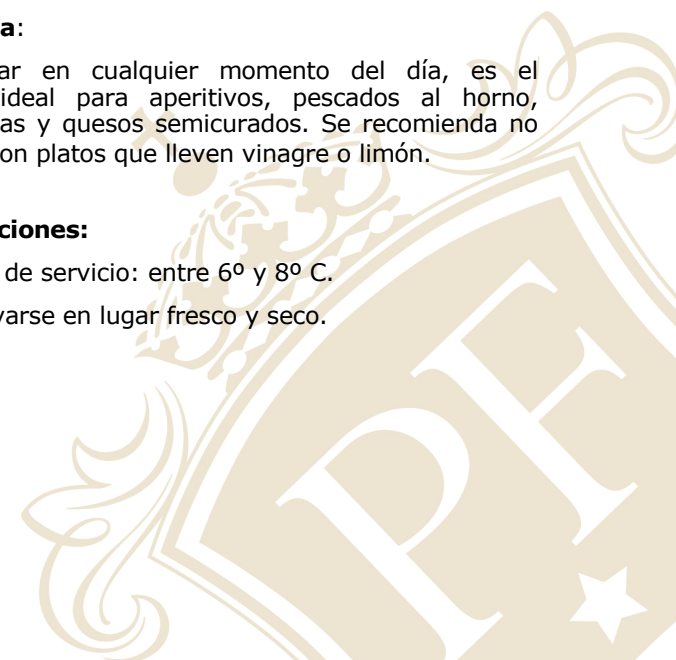 a:
ar en cualquier momento del día, es el
ideal para aperitivos, pescados al horno,
as y quesos semicurados. Se recomienda no
on platos que lleven vinagre o limón.
ciones:
de servicio: entre 6º y 8º C.
varse en lugar fresco y seco.
PF